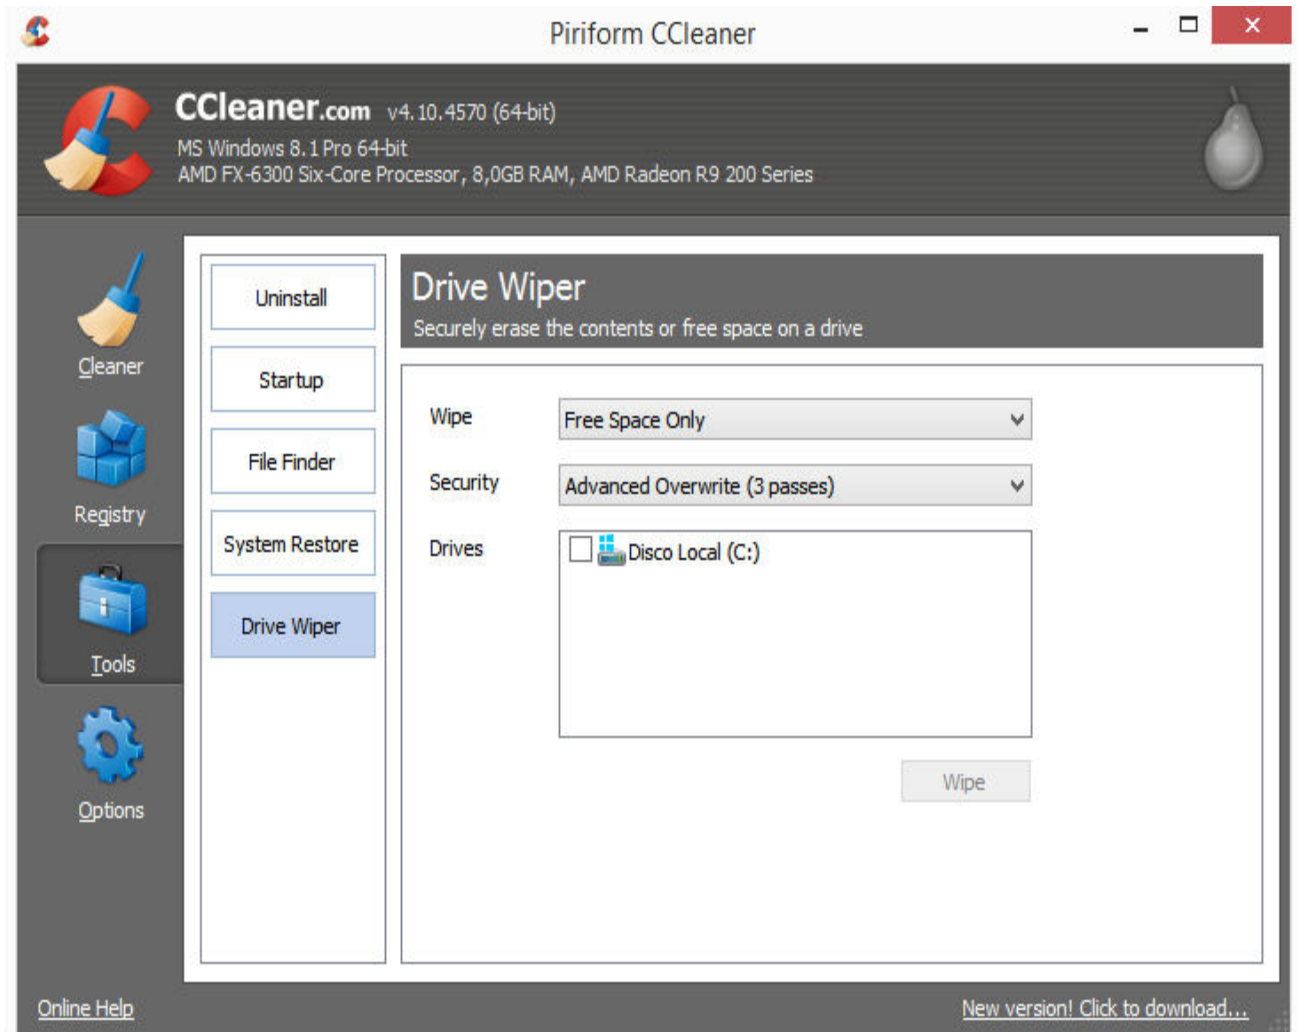 Piriform CCleaner
CCleaner.com v4.10.4570 (64-bit)
MS Windows 8.1 Pro 64-bit
AMD FX-6300 Six-Core Processor, 8,0GB RAM, AMD Radeon R9 200 Series
Cleaner
Registry
Tools
Options
Uninstall
Startup
File Finder
System Restore
Drive Wiper
Drive Wiper
Securely erase the contents or free space on a drive
Wipe Free Space Only
Security Advanced Overwrite (3 passes)
Drives Disco Local (C:)
Wipe
Online Help
New version! Click to download...